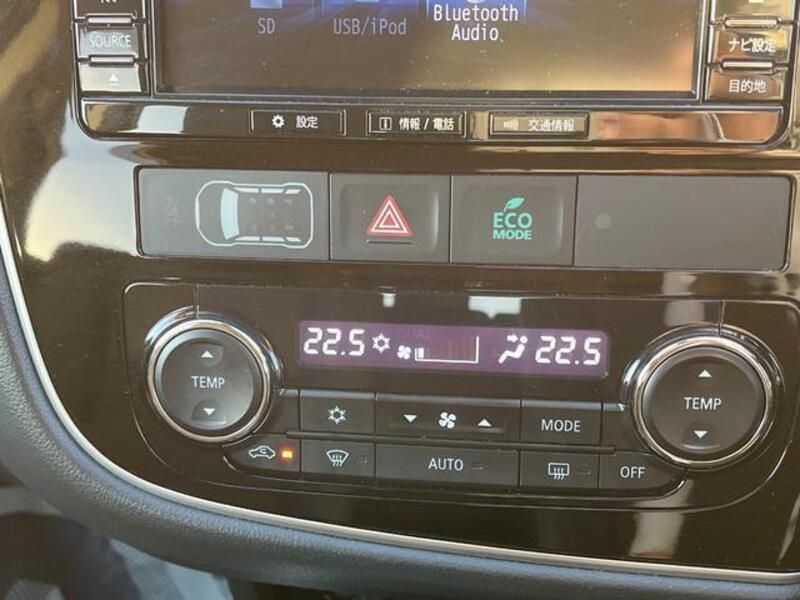 SD
USB/iPod
Bluetooth
Audio
SOURCE
ナビ設定
目的地
設定
情報 / 電話
交通情報
ECO
MODE
22.5
DUAL
22.5
TEMP
TEMP
MODE
AUTO
OFF